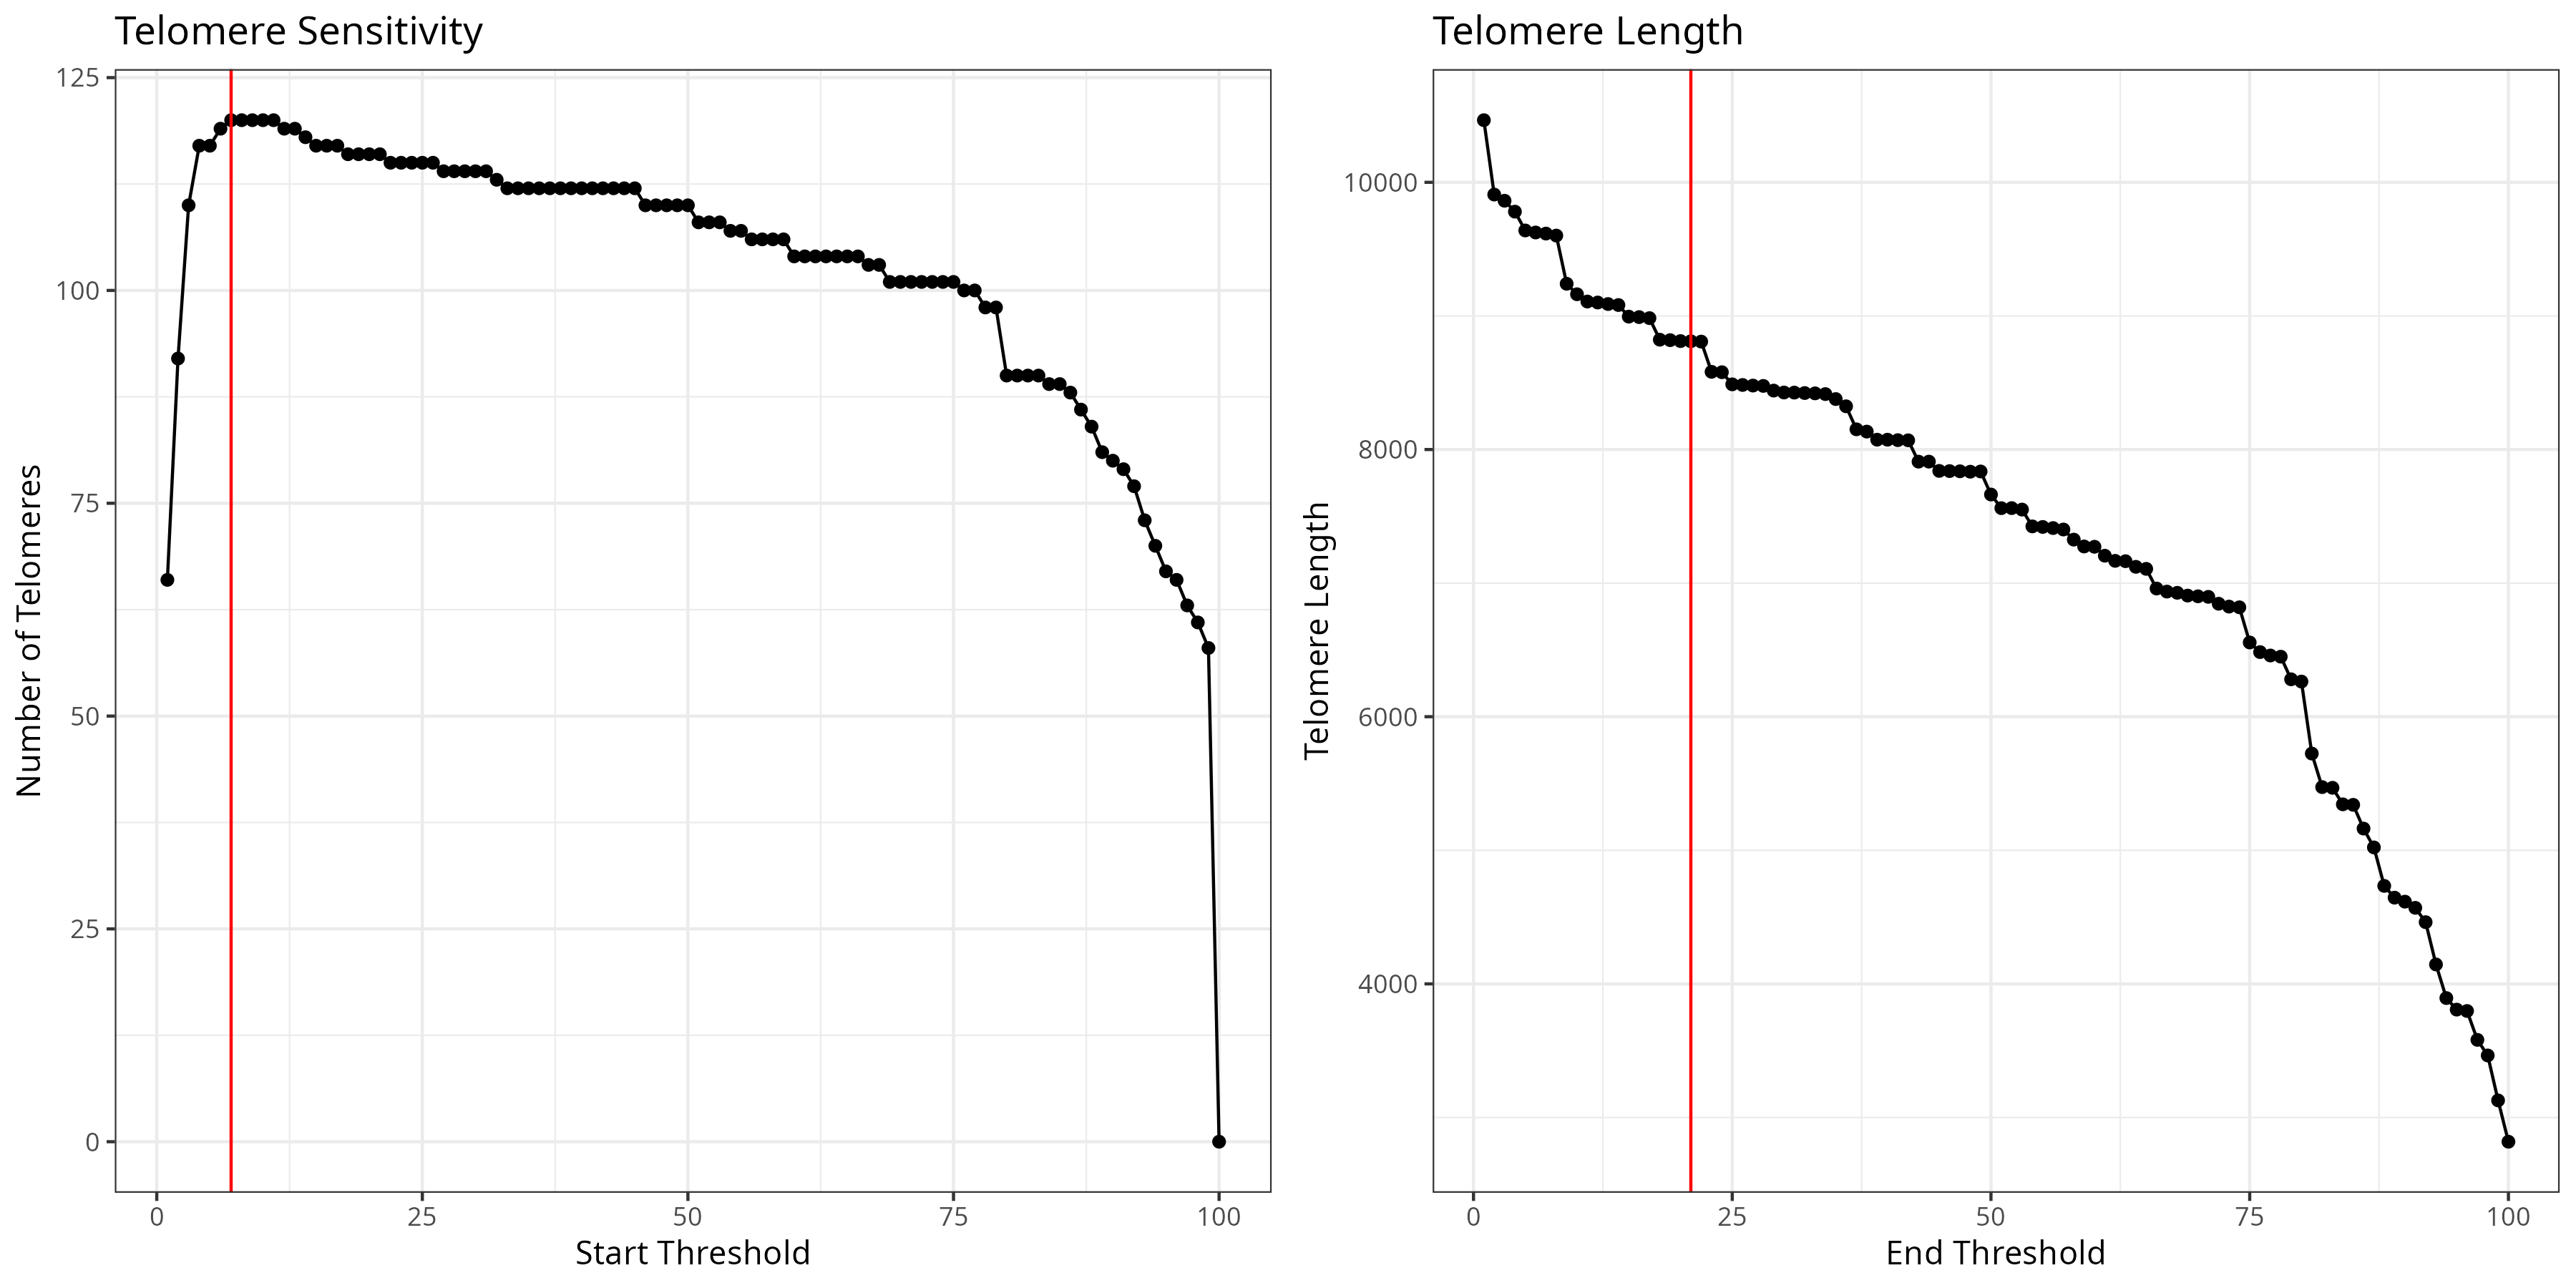 Telomere Sensitivity
Number of Telomeres
125
100
75
50
25
0
0 25 50 75 100
Start Threshold
Telomere Length
Telomere Length
10000
8000
6000
4000
0 25 50 75 100
End Threshold